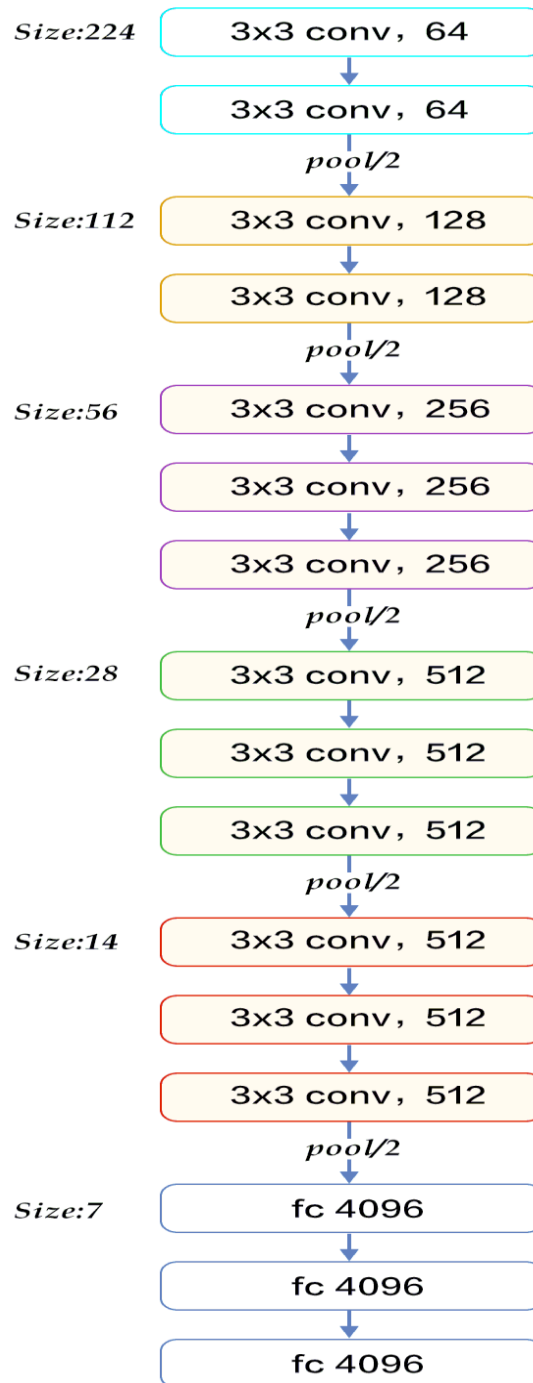 Size:224 3x3 conv, 64
3x3 conv, 64
pool/2
Size:112 3x3 conv, 128
3x3 conv, 128
pool/2
Size:56 3x3 conv, 256
3x3 conv, 256
3x3 conv, 256
pool/2
Size:28 3x3 conv, 512
3x3 conv, 512
3x3 conv, 512
pool/2
Size:14 3x3 conv, 512
3x3 conv, 512
3x3 conv, 512
pool/2
Size:7 fc 4096
fc 4096
fc 4096